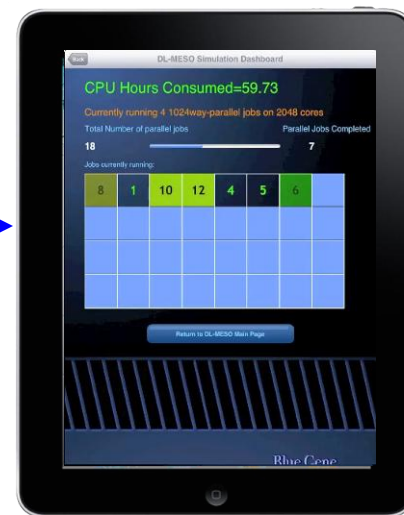 Back
DL-MESO Simulation Dashboard
CPU Hours Consumed=59.73
Currently running 4 1024way-parallel jobs on 2048 cores
Total Number of parallel jobs Parallel Jobs Completed
18 7
Jobs currently running:
8 1 10 12 4 5 6
Return to DL-MESO Main Page
Blue Gene